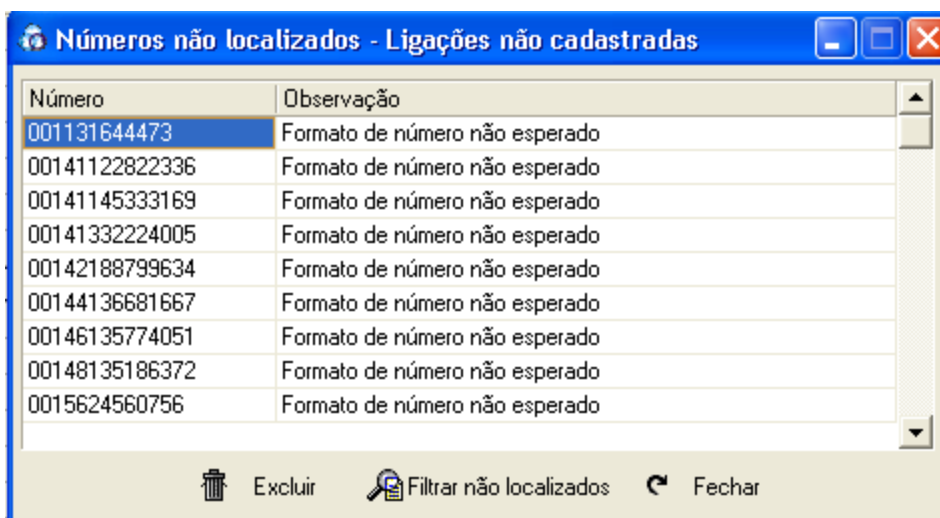 Números não localizados - Ligações não cadastradas
Número Observação
001131644473 Formato de número não esperado
00141122822336 Formato de número não esperado
00141145333169 Formato de número não esperado
00141332224005 Formato de número não esperado
00142188799634 Formato de número não esperado
00144136681667 Formato de número não esperado
00146135774051 Formato de número não esperado
00148135186372 Formato de número não esperado
0015624560756 Formato de número não esperado
Excluir Filtrar não localizados Fechar